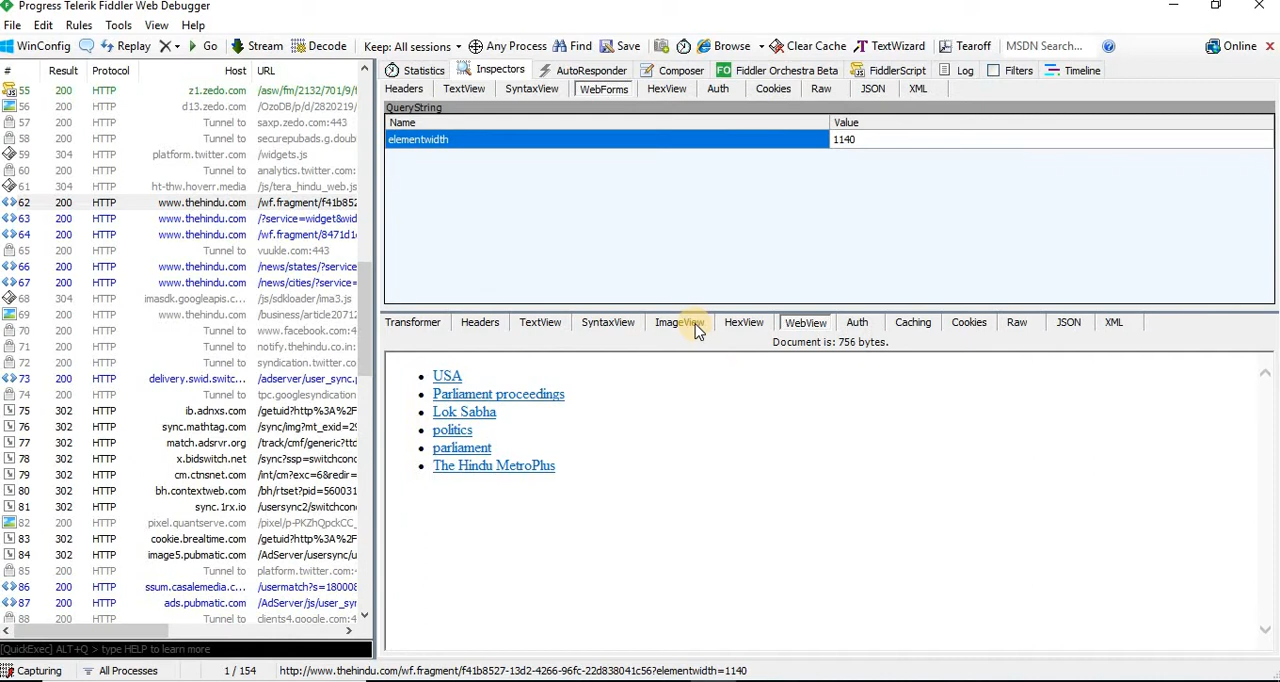 Progress Telerik Fiddler Web Debugger
File Edit Rules Tools View Help
WinConfig Replay X Go Stream Decode Keep: All sessions Any Process Find Save Browse Clear Cache TextWizard Tearoff MSDN Search... Online
# Result Protocol Host URL
Statistics Inspectors AutoResponder Composer FO Fiddler Orchestra Beta FiddlerScript Log Filters Timeline
Headers TextView SyntaxView WebForms HexView Auth Cookies Raw JSON XML
QueryString
Name Value
elementwidth 1140
Transformer Headers TextView SyntaxView ImageView HexView WebView Auth Caching Cookies Raw JSON XML
Document is: 756 bytes.
• USA
• Parliament proceedings
• Lok Sabha
• politics
• parliament
• The Hindu MetroPlus
55 200 HTTP z1.zedo.com /asw/fm/2132/701/9/f
56 200 HTTP d13.zedo.com /OzoDB/p/d/2820219/
57 200 HTTP Tunnel to saxp.zedo.com:443
58 200 HTTP Tunnel to securepubads.g.doub
59 304 HTTP platform.twitter.com /widgets.js
60 200 HTTP Tunnel to analytics.twitter.com:
61 304 HTTP ht-thw.hoverr.media /js/tera_hindu_web.js
62 200 HTTP www.thehindu.com /wf.fragment/f41b852
63 200 HTTP www.thehindu.com /?service=widget&wid
64 200 HTTP www.thehindu.com /wf.fragment/8471d1
65 200 HTTP Tunnel to vuukle.com:443
66 200 HTTP www.thehindu.com /news/states/?service
67 200 HTTP www.thehindu.com /news/cities/?service=
68 304 HTTP imasdk.googleapis.c... /js/sdkloader/ima3.js
69 200 HTTP www.thehindu.com /business/article20712
70 200 HTTP Tunnel to www.facebook.com:4
71 200 HTTP Tunnel to notify.thehindu.co.in:
72 200 HTTP Tunnel to syndication.twitter.cc
73 200 HTTP delivery.swid.switc... /adserver/user_sync.p
74 200 HTTP Tunnel to tpc.googlesyndication
75 302 HTTP ib.adnxs.com /getuid?http%3A%2F
76 302 HTTP sync.mathtag.com /sync/img?mt_exid=29
77 302 HTTP match.adsrvr.org /track/cmf/generic?ttc
78 302 HTTP x.bidswitch.net /sync?ssp=switchconc
79 302 HTTP cm.ctnsnet.com /int/cm?exc=6&redir=
80 302 HTTP bh.contextweb.com /bh/rtset?pid=560031
81 302 HTTP sync.1rx.io /usersync2/switchconc
82 200 HTTP pixel.quantserve.com /pixel/p-PKZhQpckCC_
83 302 HTTP cookie.brealtime.com /getuid?http%3A%2F
84 302 HTTP image5.pubmatic.com /AdServer/usersync/u
85 200 HTTP Tunnel to platform.twitter.com:
86 200 HTTP ssum.casalemedia.c... /usermatch?s=180008
87 200 HTTP ads.pubmatic.com /AdServer/js/user_syr
88 200 HTTP Tunnel to clients4.google.com:4
[QuickExec] ALT+Q > type HELP to learn more
Capturing All Processes 1 / 154 http://www.thehindu.com/wf.fragment/f41b8527-13d2-4266-96fc-22d838041c56?elementwidth=1140